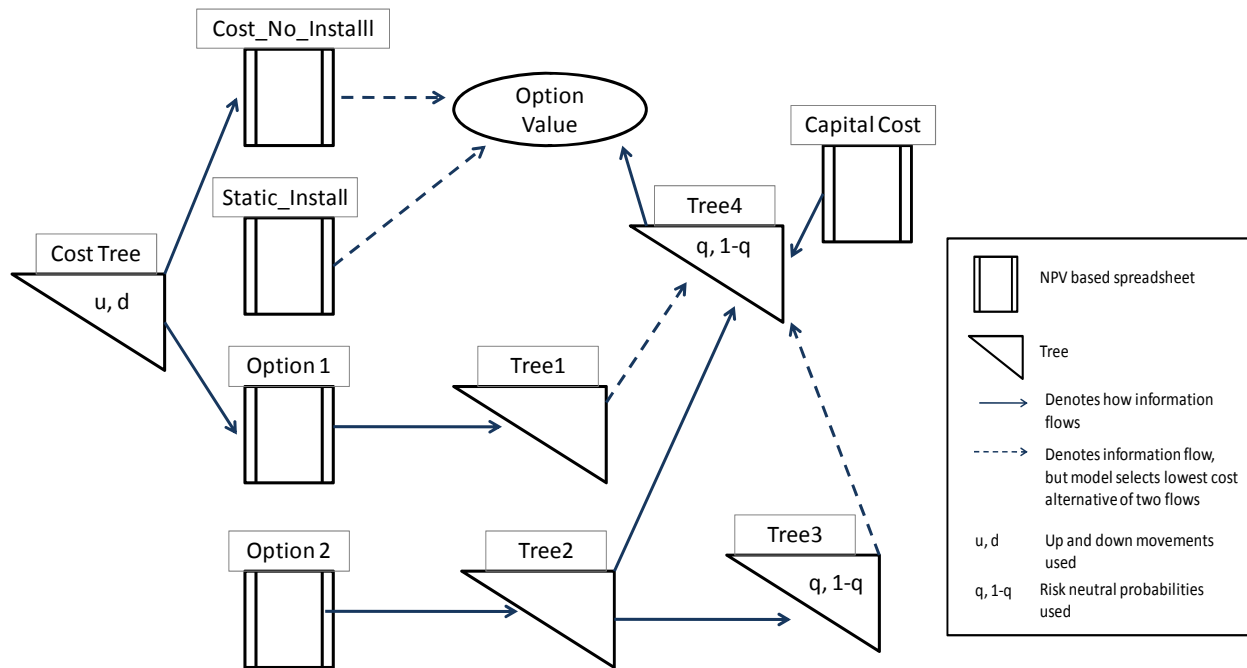 Cost_No_Installl
Option
Value
Capital Cost
Static_Install
Tree4
q, 1-q
Cost Tree
u, d
Option 1
Tree1
Option 2
Tree2
Tree3
q, 1-q
NPV based spreadsheet
Tree
Denotes how information
flows
Denotes information flow,
but model selects lowest cost
alternative of two flows
u, d Up and down movements
used
q, 1-q Risk neutral probabilities
used